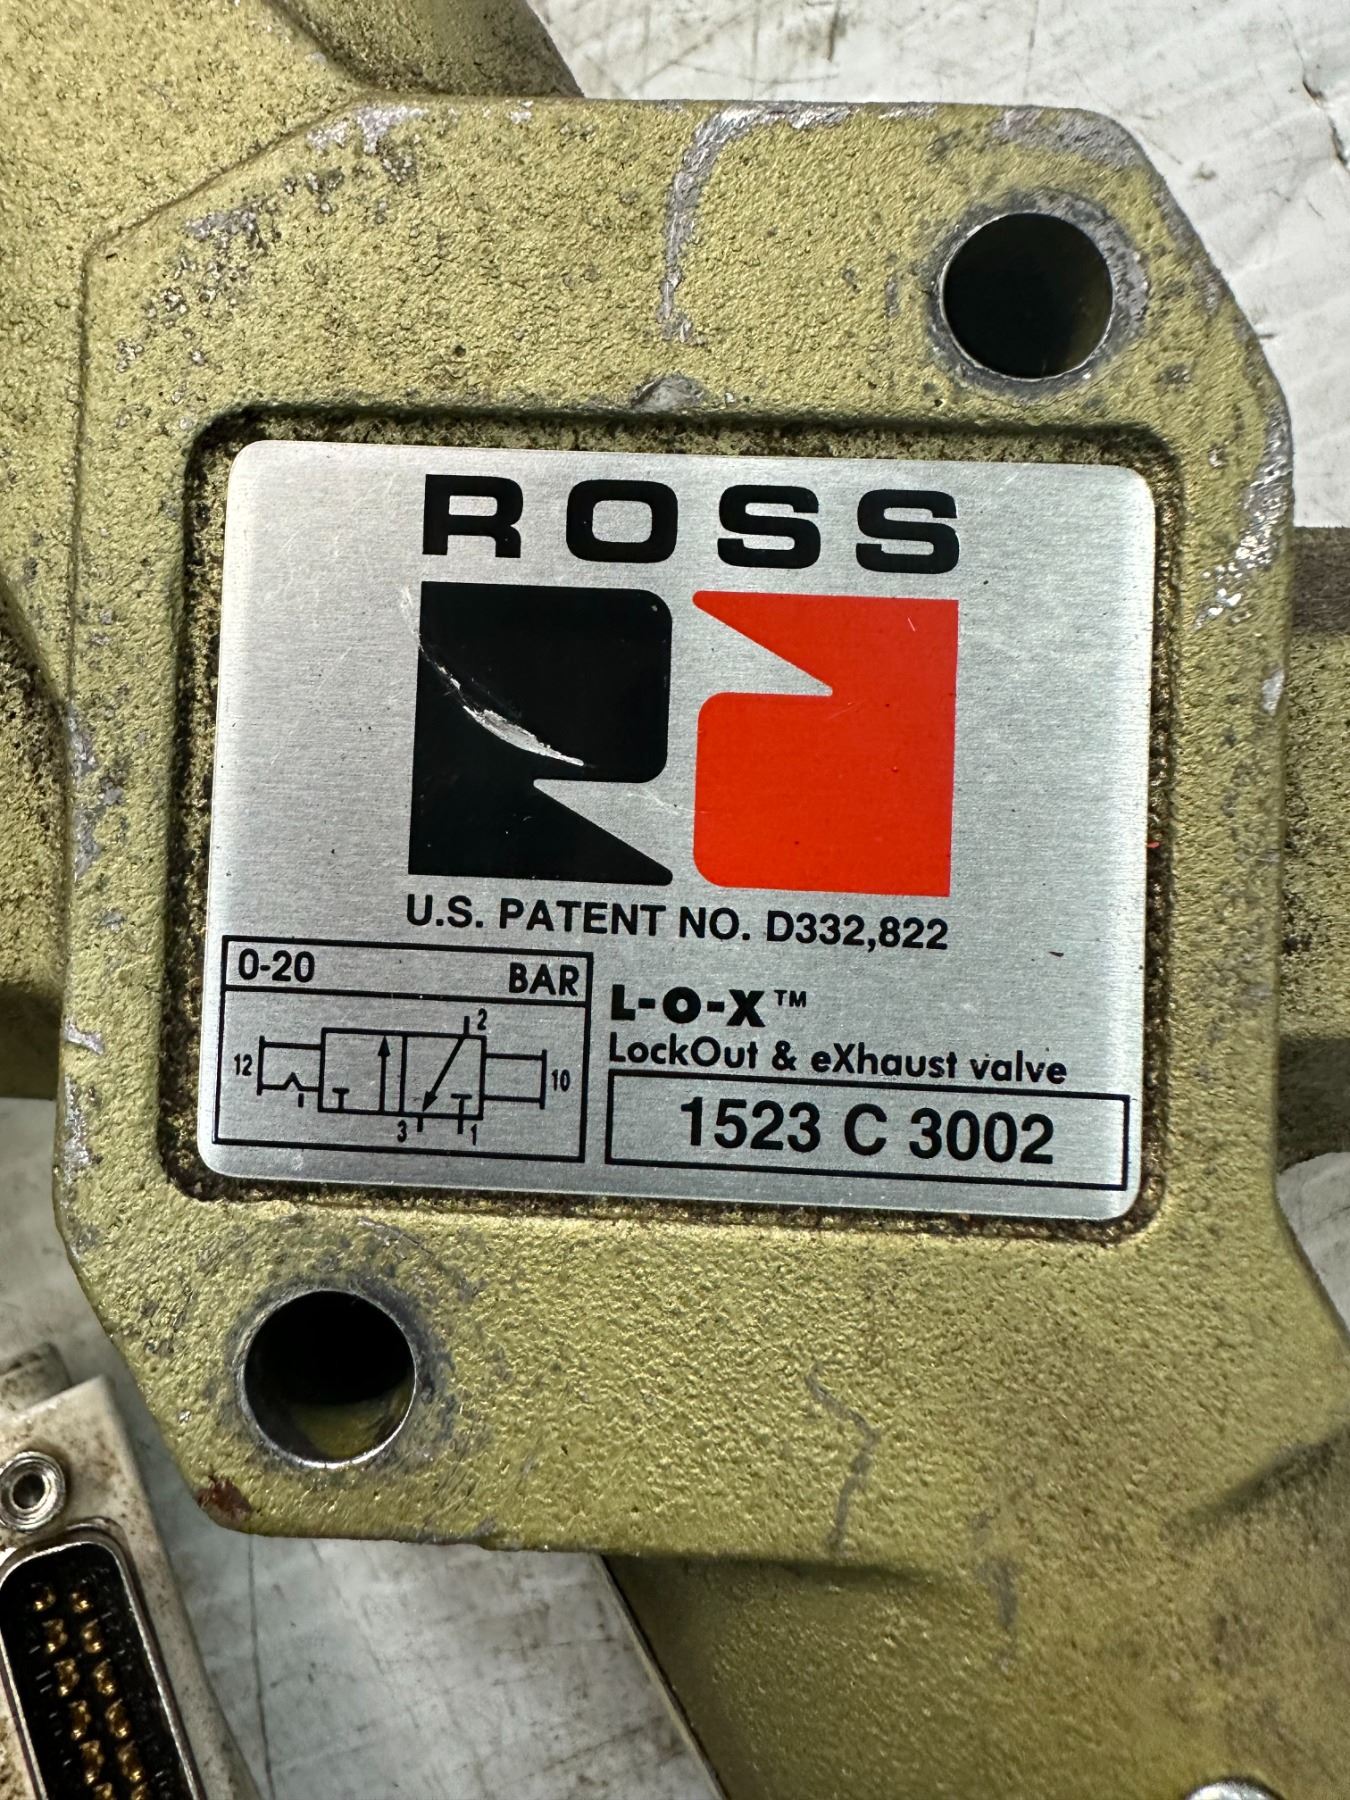 ROSS
U.S. PATENT NO. D332,822
0-20 BAR
2
12
10
3 1
L-O-X™
LockOut & eXhaust valve
1523 C 3002